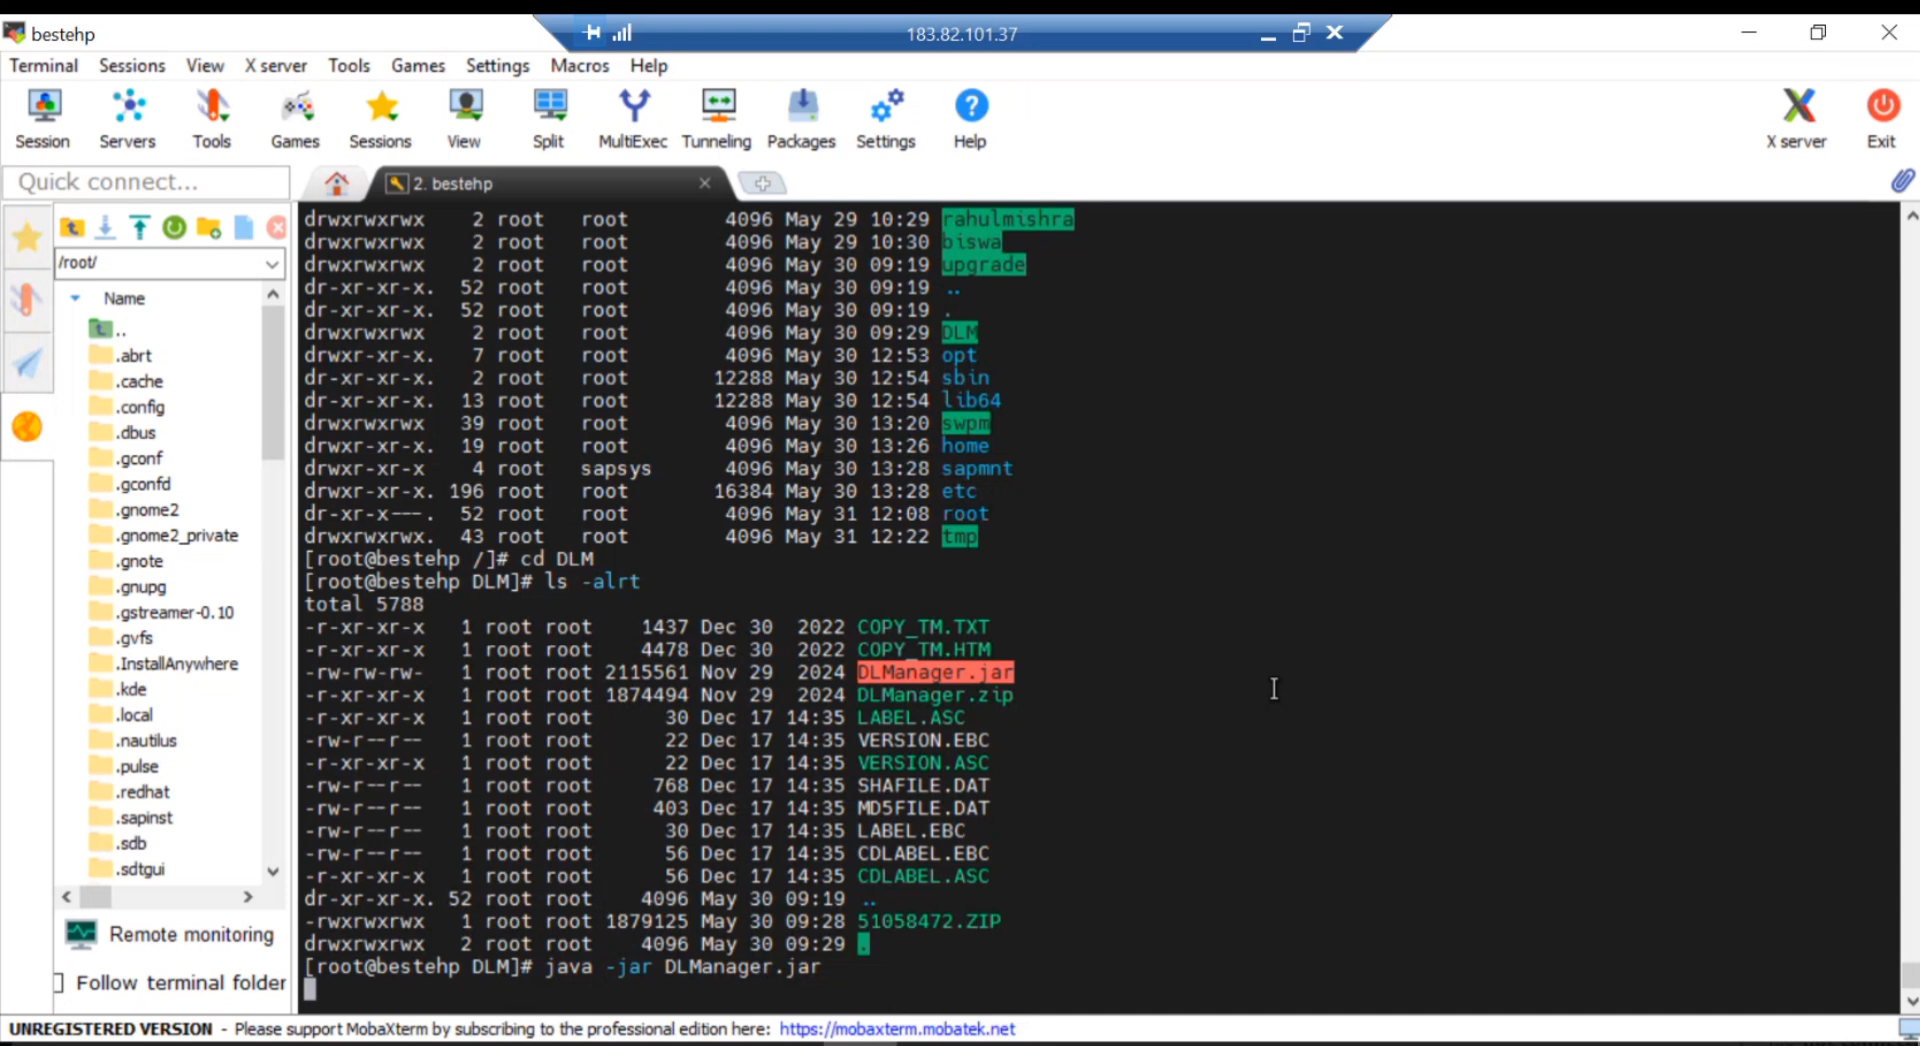 bestehp
183.82.101.37
Terminal Sessions View X server Tools Games Settings Macros Help
Session Servers Tools Games Sessions View Split MultiExec Tunneling Packages Settings Help X server Exit
Quick connect...
2. bestehp
/root/
Name
..
.abrt
.cache
.config
.dbus
.gconf
.gconfd
.gnome2
.gnome2_private
.gnote
.gnupg
.gstreamer-0.10
.gvfs
.InstallAnywhere
.kde
.local
.nautilus
.pulse
.redhat
.sapinst
.sdb
.sdtgui
Remote monitoring
Follow terminal folder
drwxrwxrwx 2 root root 4096 May 29 10:29 rahulmishra
drwxrwxrwx 2 root root 4096 May 29 10:30 biswa
drwxrwxrwx 2 root root 4096 May 30 09:19 upgrade
dr-xr-xr-x. 52 root root 4096 May 30 09:19 ..
dr-xr-xr-x. 52 root root 4096 May 30 09:19 .
drwxrwxrwx 2 root root 4096 May 30 09:29 DLM
drwxr-xr-x. 7 root root 4096 May 30 12:53 opt
dr-xr-xr-x. 2 root root 12288 May 30 12:54 sbin
dr-xr-xr-x. 13 root root 12288 May 30 12:54 lib64
drwxrwxrwx 39 root root 4096 May 30 13:20 swpm
drwxr-xr-x. 19 root root 4096 May 30 13:26 home
drwxr-xr-x 4 root sapsys 4096 May 30 13:28 sapmnt
drwxr-xr-x. 196 root root 16384 May 30 13:28 etc
dr-xr-x---. 52 root root 4096 May 31 12:08 root
drwxrwxrwx. 43 root root 4096 May 31 12:22 tmp
[root@bestehp /]# cd DLM
[root@bestehp DLM]# ls -alrt
total 5788
-r-xr-xr-x 1 root root 1437 Dec 30 2022 COPY_TM.TXT
-r-xr-xr-x 1 root root 4478 Dec 30 2022 COPY_TM.HTM
-rw-rw-rw- 1 root root 2115561 Nov 29 2024 DLManager.jar
-r-xr-xr-x 1 root root 1874494 Nov 29 2024 DLManager.zip
-r-xr-xr-x 1 root root 30 Dec 17 14:35 LABEL.ASC
-rw-r--r-- 1 root root 22 Dec 17 14:35 VERSION.EBC
-r-xr-xr-x 1 root root 22 Dec 17 14:35 VERSION.ASC
-rw-r--r-- 1 root root 768 Dec 17 14:35 SHAFILE.DAT
-rw-r--r-- 1 root root 403 Dec 17 14:35 MD5FILE.DAT
-rw-r--r-- 1 root root 30 Dec 17 14:35 LABEL.EBC
-rw-r--r-- 1 root root 56 Dec 17 14:35 CDLABEL.EBC
-r-xr-xr-x 1 root root 56 Dec 17 14:35 CDLABEL.ASC
dr-xr-xr-x. 52 root root 4096 May 30 09:19 ..
-rwxrwxrwx 1 root root 1879125 May 30 09:28 51058472.ZIP
drwxrwxrwx 2 root root 4096 May 30 09:29 .
[root@bestehp DLM]# java -jar DLManager.jar
UNREGISTERED VERSION - Please support MobaXterm by subscribing to the professional edition here: https://mobaxterm.mobatek.net